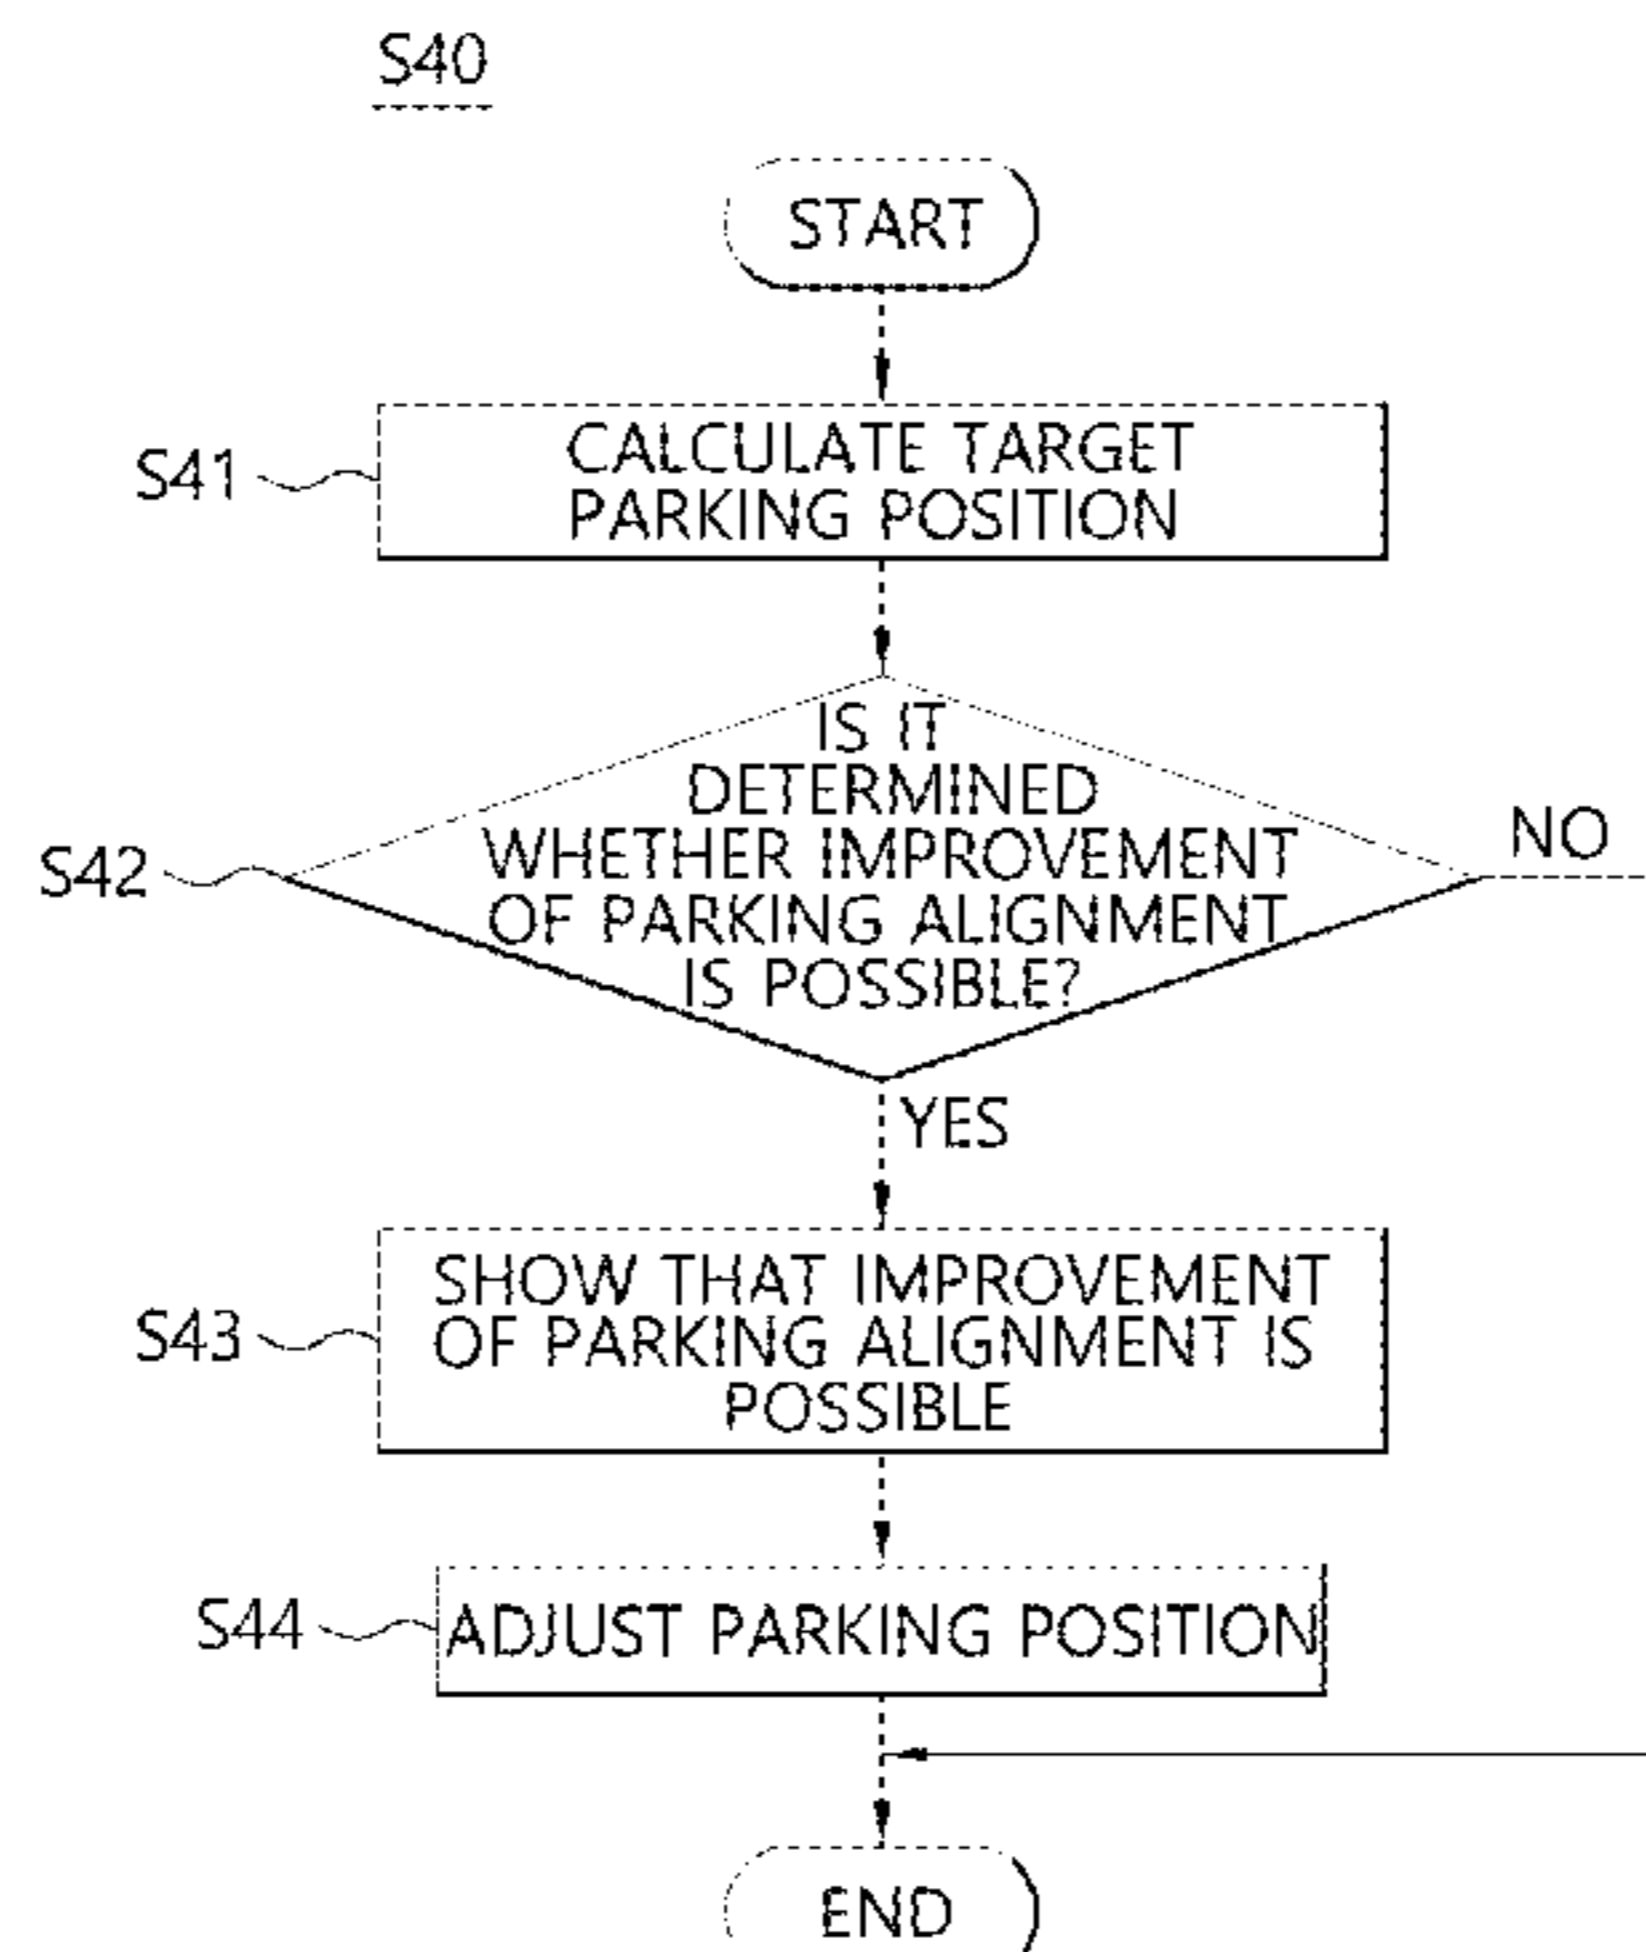 S40
START
S41
CALCULATE TARGET
PARKING POSITION
IS IT
DETERMINED
WHETHER IMPROVEMENT
OF PARKING ALIGNMENT
IS POSSIBLE?
S42
NO
YES
S43
SHOW THAT IMPROVEMENT
OF PARKING ALIGNMENT IS
POSSIBLE
S44
ADJUST PARKING POSITION
END